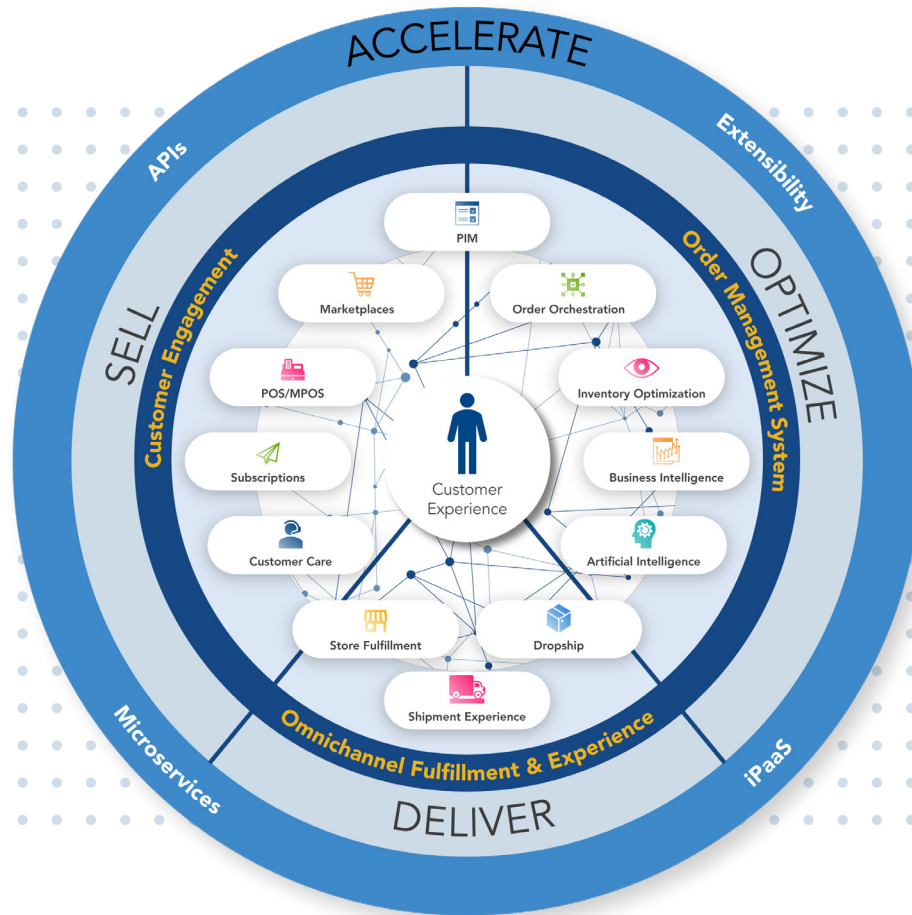 ACCELERATE
APIs
Extensibility
SELL
OPTIMIZE
Customer Engagement
Order Management System
PIM
Marketplaces
Order Orchestration
POS/MPOS
Inventory Optimization
Subscriptions
Business Intelligence
Customer
Experience
Customer Care
Artificial Intelligence
Store Fulfillment
Dropship
Shipment Experience
Omnichannel Fulfillment & Experience
Microservices
iPaaS
DELIVER